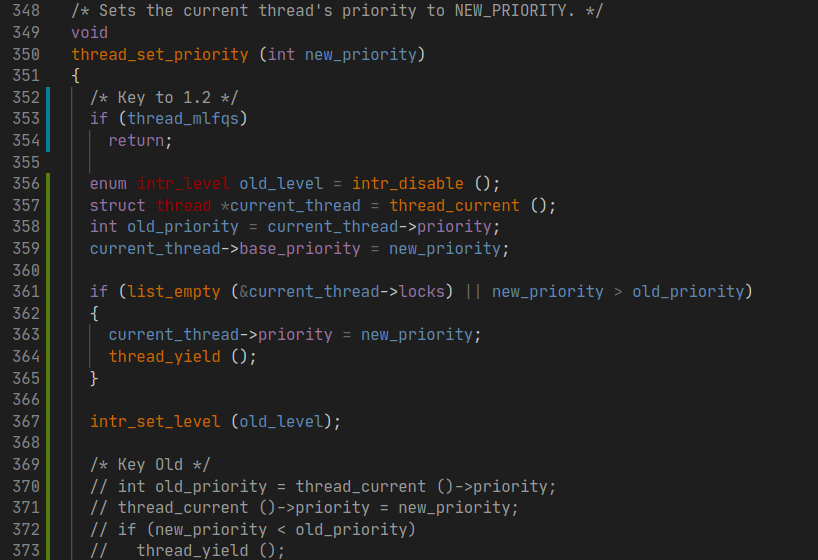 348 /* Sets the current thread's priority to NEW_PRIORITY. */
349 void
350 thread_set_priority (int new_priority)
351 {
352   /* Key to 1.2 */
353   if (thread_mlfqs)
354     return;
355
356   enum intr_level old_level = intr_disable ();
357   struct thread *current_thread = thread_current ();
358   int old_priority = current_thread->priority;
359   current_thread->base_priority = new_priority;
360
361   if (list_empty (&current_thread->locks) || new_priority > old_priority)
362   {
363     current_thread->priority = new_priority;
364     thread_yield ();
365   }
366
367   intr_set_level (old_level);
368
369   /* Key Old */
370   // int old_priority = thread_current ()->priority;
371   // thread_current ()->priority = new_priority;
372   // if (new_priority < old_priority)
373   //   thread_yield ();